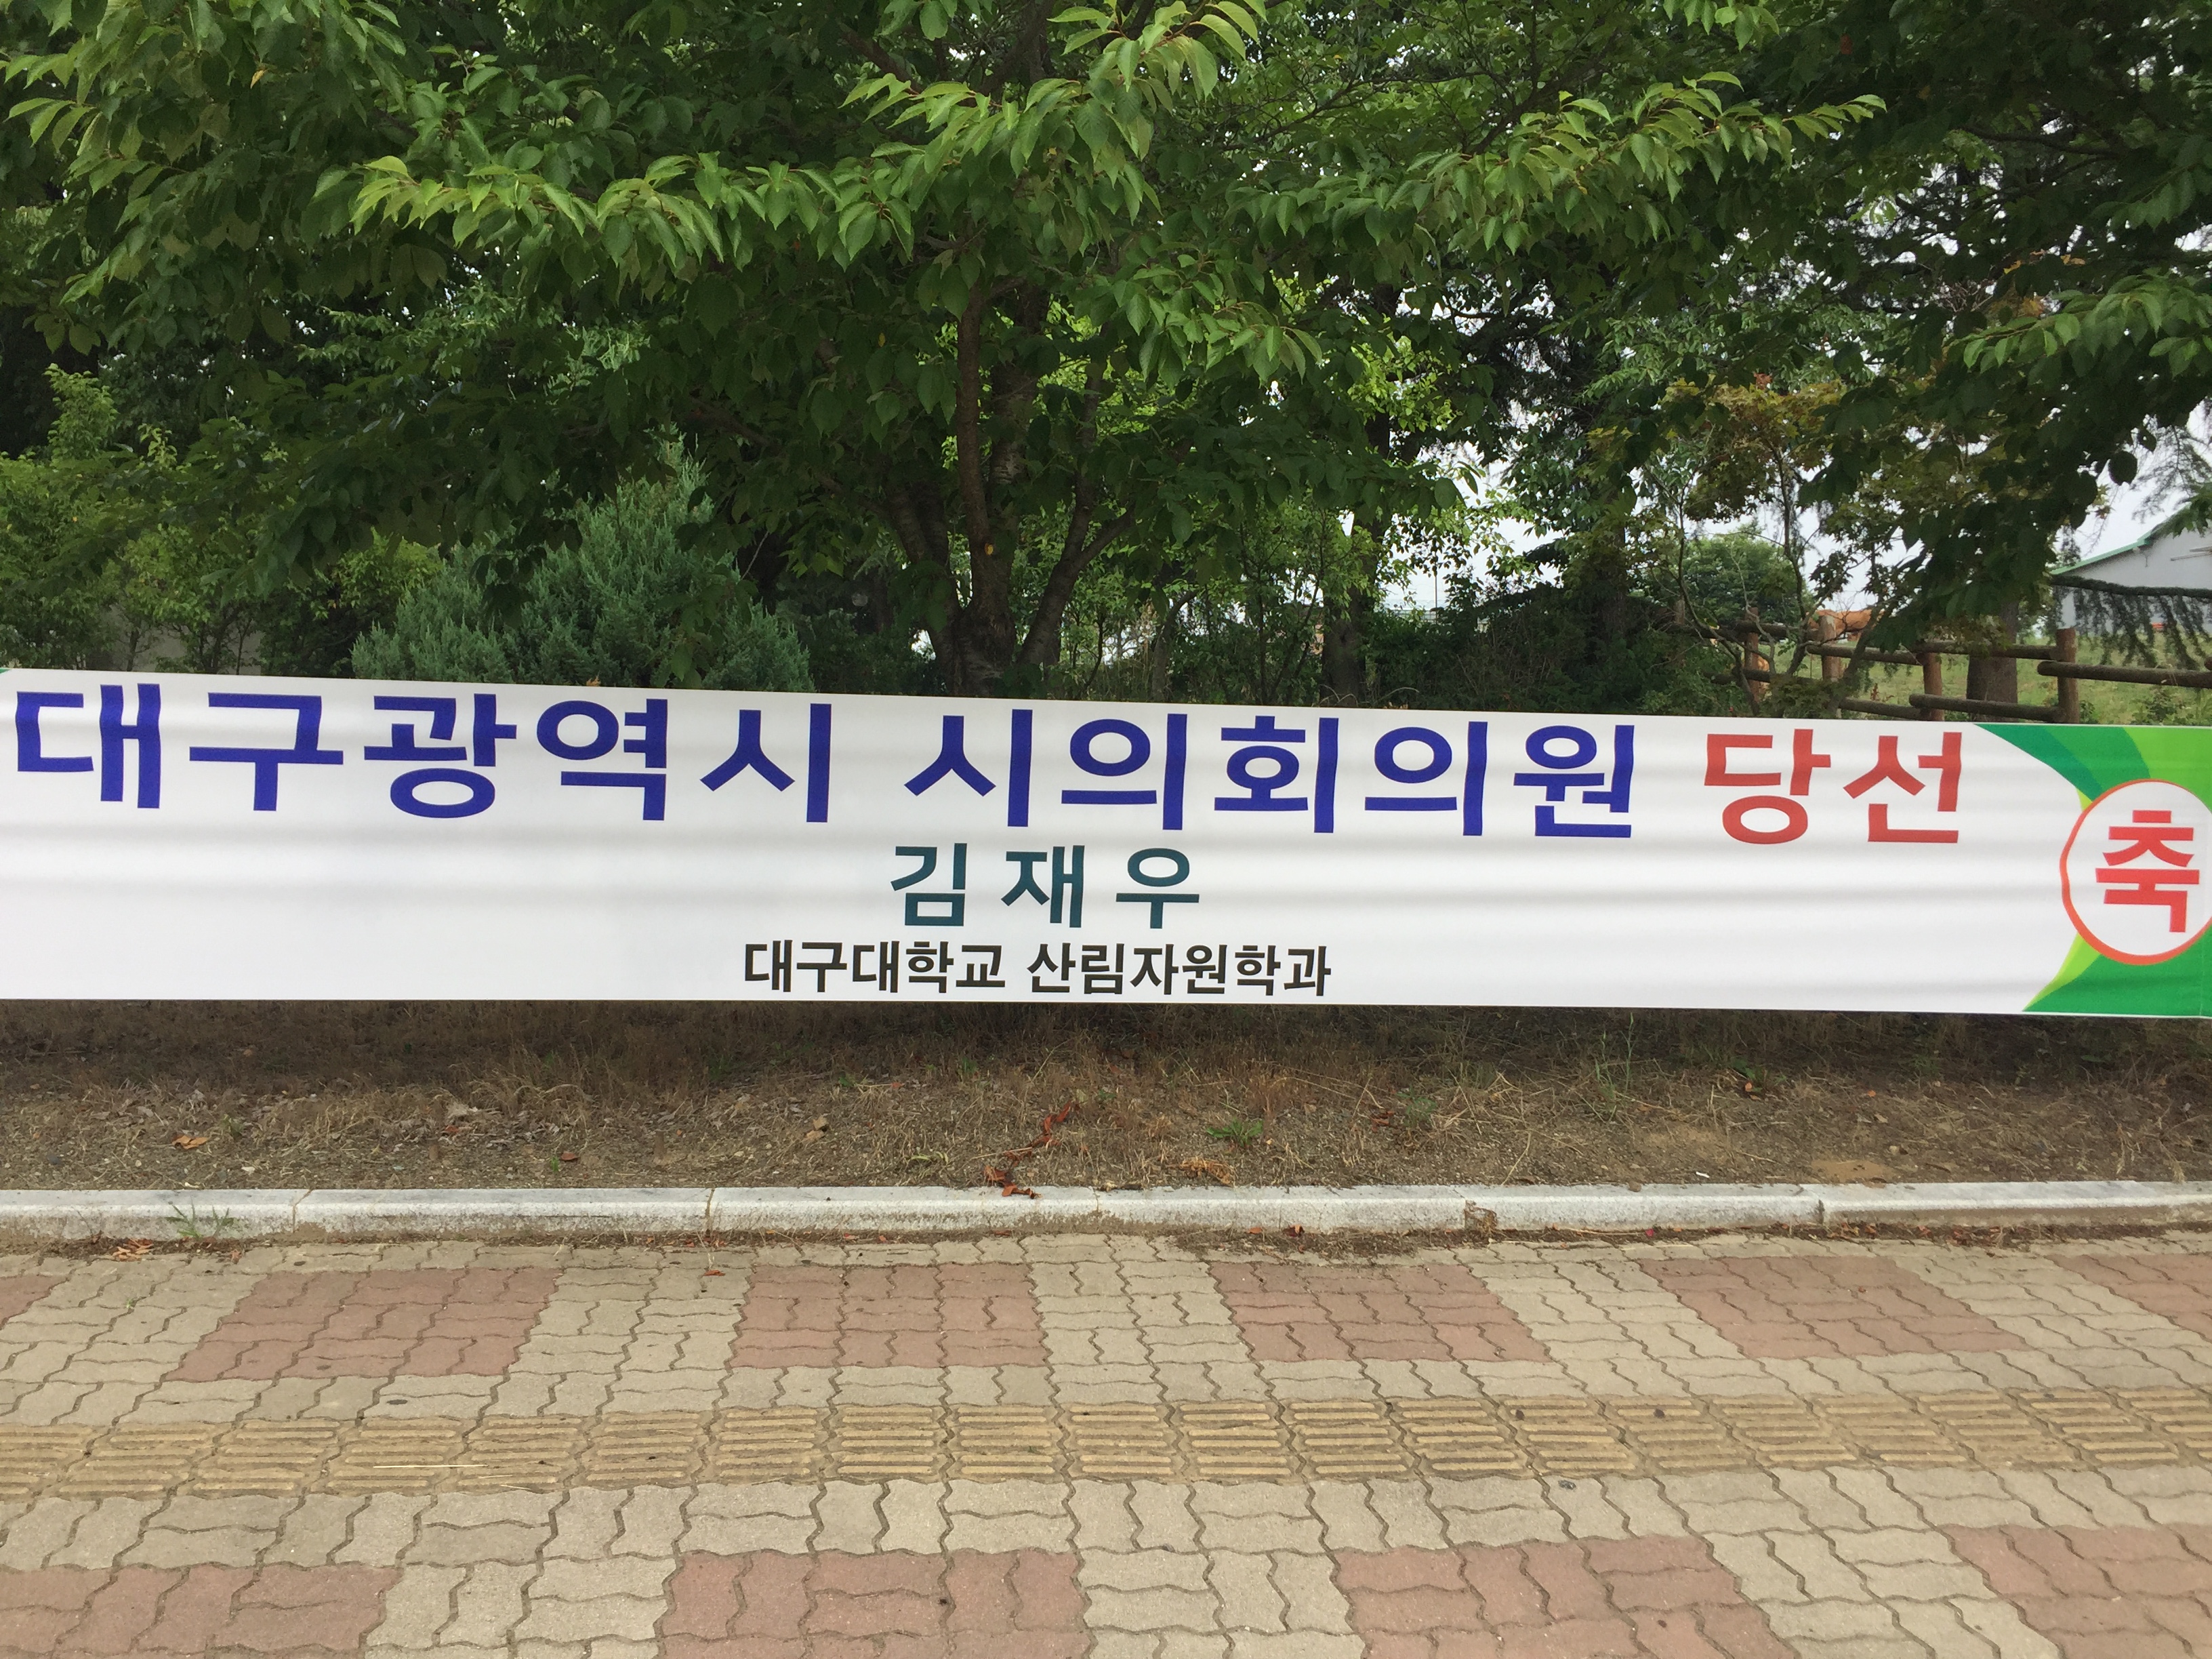 대구광역시 시의회의원 당선
축
김재우
대구대학교 산림자원학과